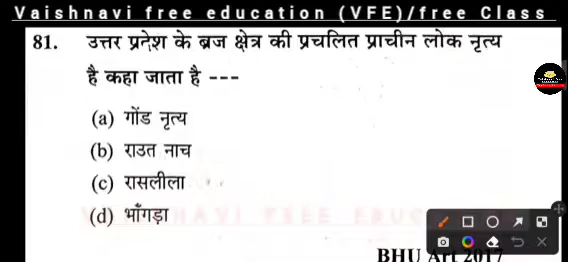 Vaishnavi free education (VFE)/free Class
81. उत्तर प्रदेश के ब्रज क्षेत्र की प्रचलित प्राचीन लोक नृत्य
है कहा जाता है ---
(a) गोंड नृत्य
(b) राउत नाच
(c) रासलीला
(d) भाँगड़ा
BHU Art 2017